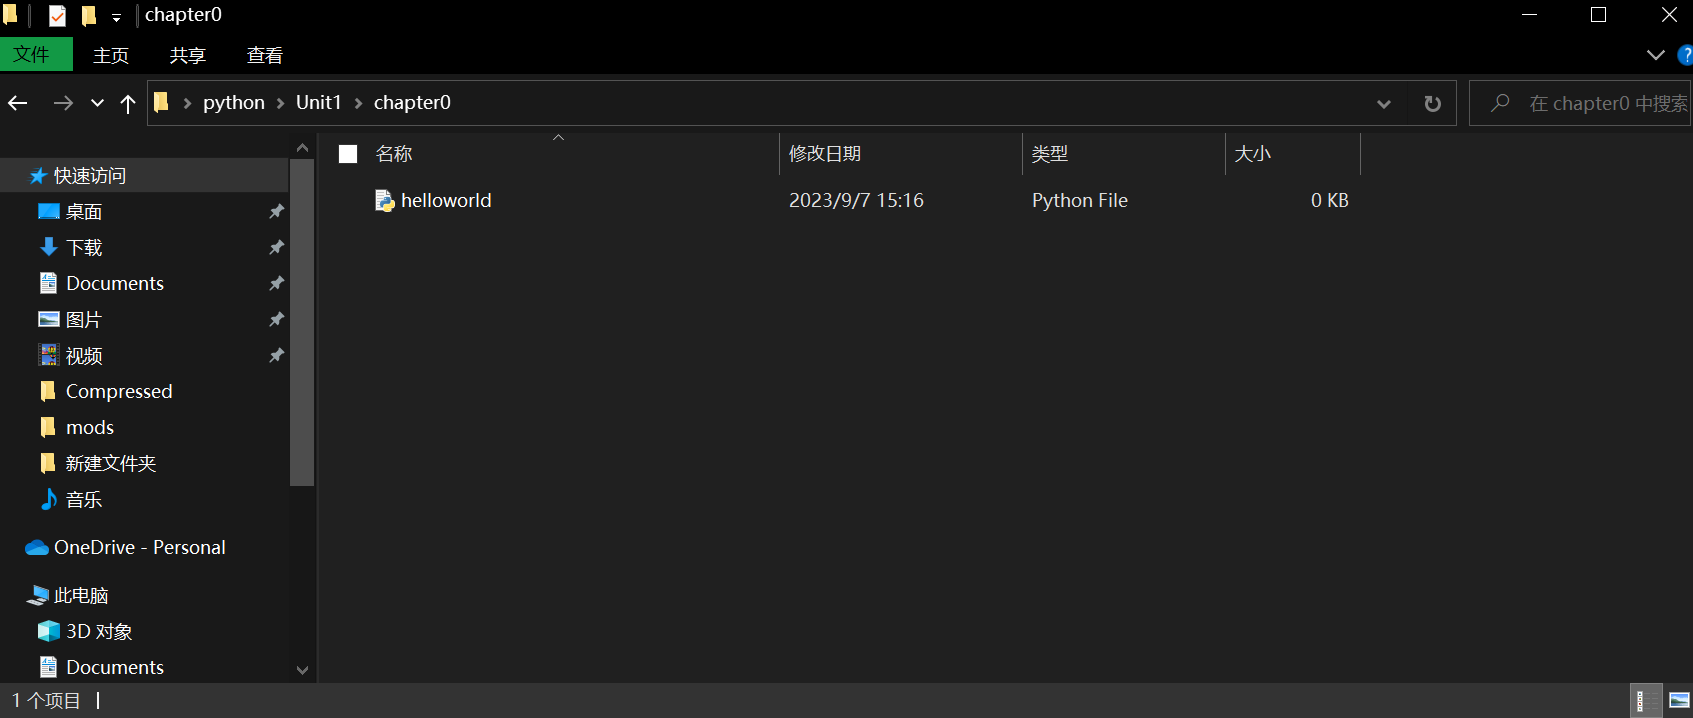 chapter0
文件 主页 共享 查看 ?
python Unit1 chapter0 在 chapter0 中搜索
名称 修改日期 类型 大小
helloworld 2023/9/7 15:16 Python File 0 KB
快速访问
桌面
下载
Documents
图片
视频
Compressed
mods
新建文件夹
音乐
OneDrive - Personal
此电脑
3D 对象
Documents
1 个项目